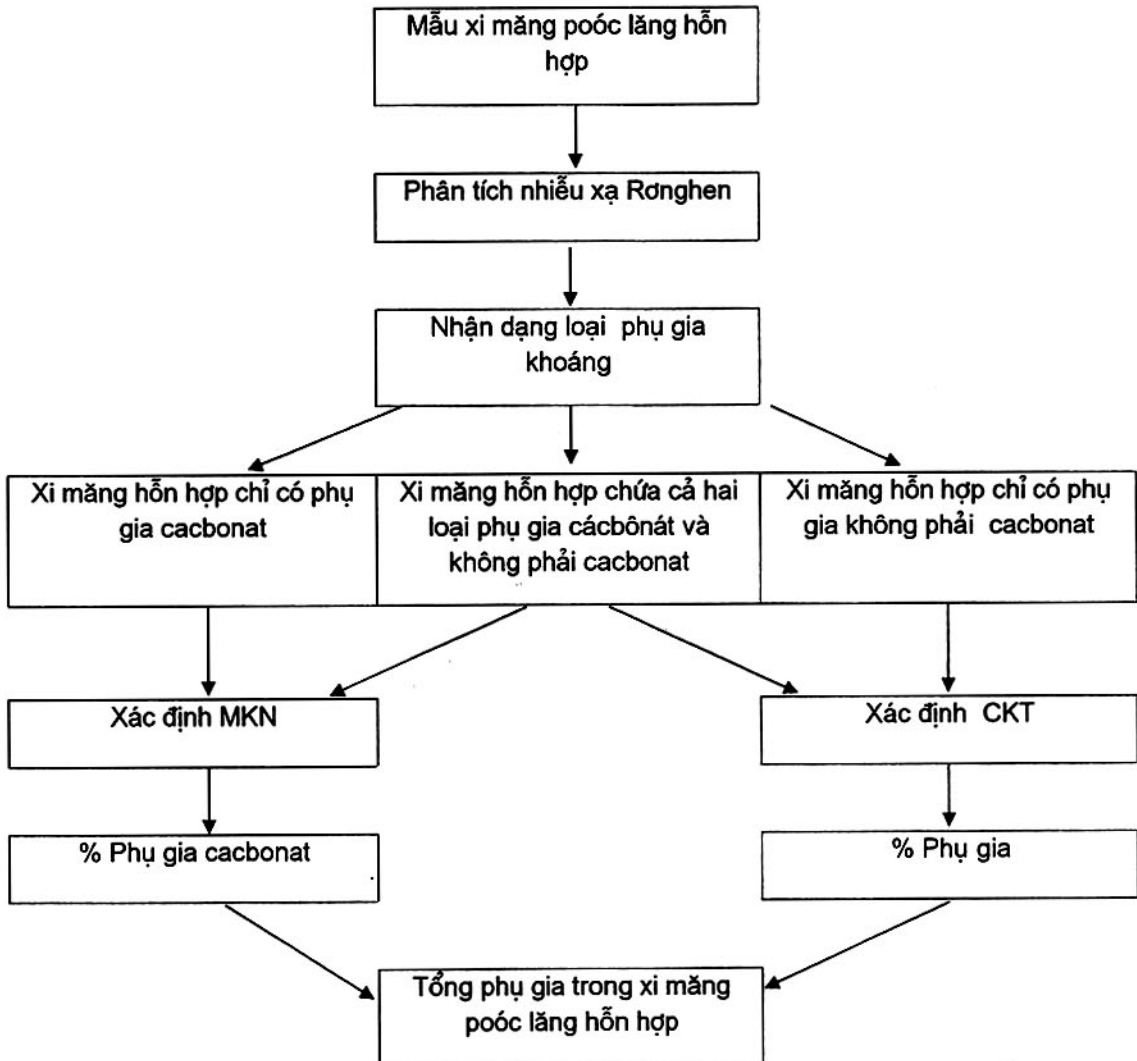 Mẫu xi măng poóc lăng hỗn
hợp
Phân tích nhiễu xạ Rơnghen
Nhận dạng loại phụ gia
khoáng
Xi măng hỗn hợp chỉ có phụ
gia cacbonat
Xi măng hỗn hợp chứa cả hai
loại phụ gia cácbônát và
không phải cacbonat
Xi măng hỗn hợp chỉ có phụ
gia không phải cacbonat
Xác định MKN
Xác định CKT
% Phụ gia cacbonat
% Phụ gia
Tổng phụ gia trong xi măng
poóc lăng hỗn hợp